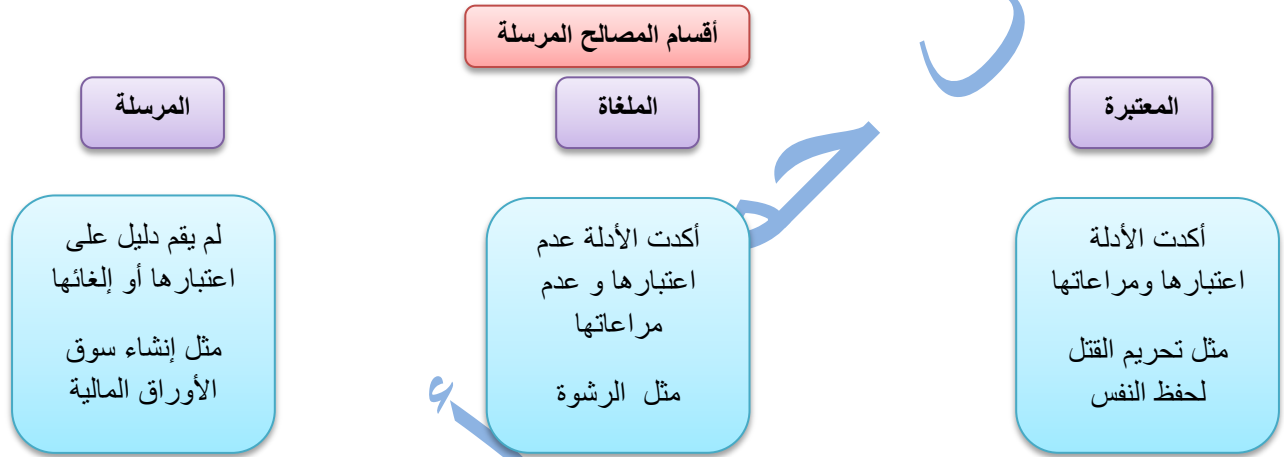 أقسام المصالح المرسلة
المعتبرة
الملغاة
المرسلة
أكدت الأدلة
اعتبارها ومراعاتها
مثل تحريم القتل
لحفظ النفس
أكدت الأدلة عدم
اعتبارها و عدم
مراعاتها
مثل الرشوة
لم يقم دليل على
اعتبارها أو إلغائها
مثل إنشاء سوق
الأوراق المالية